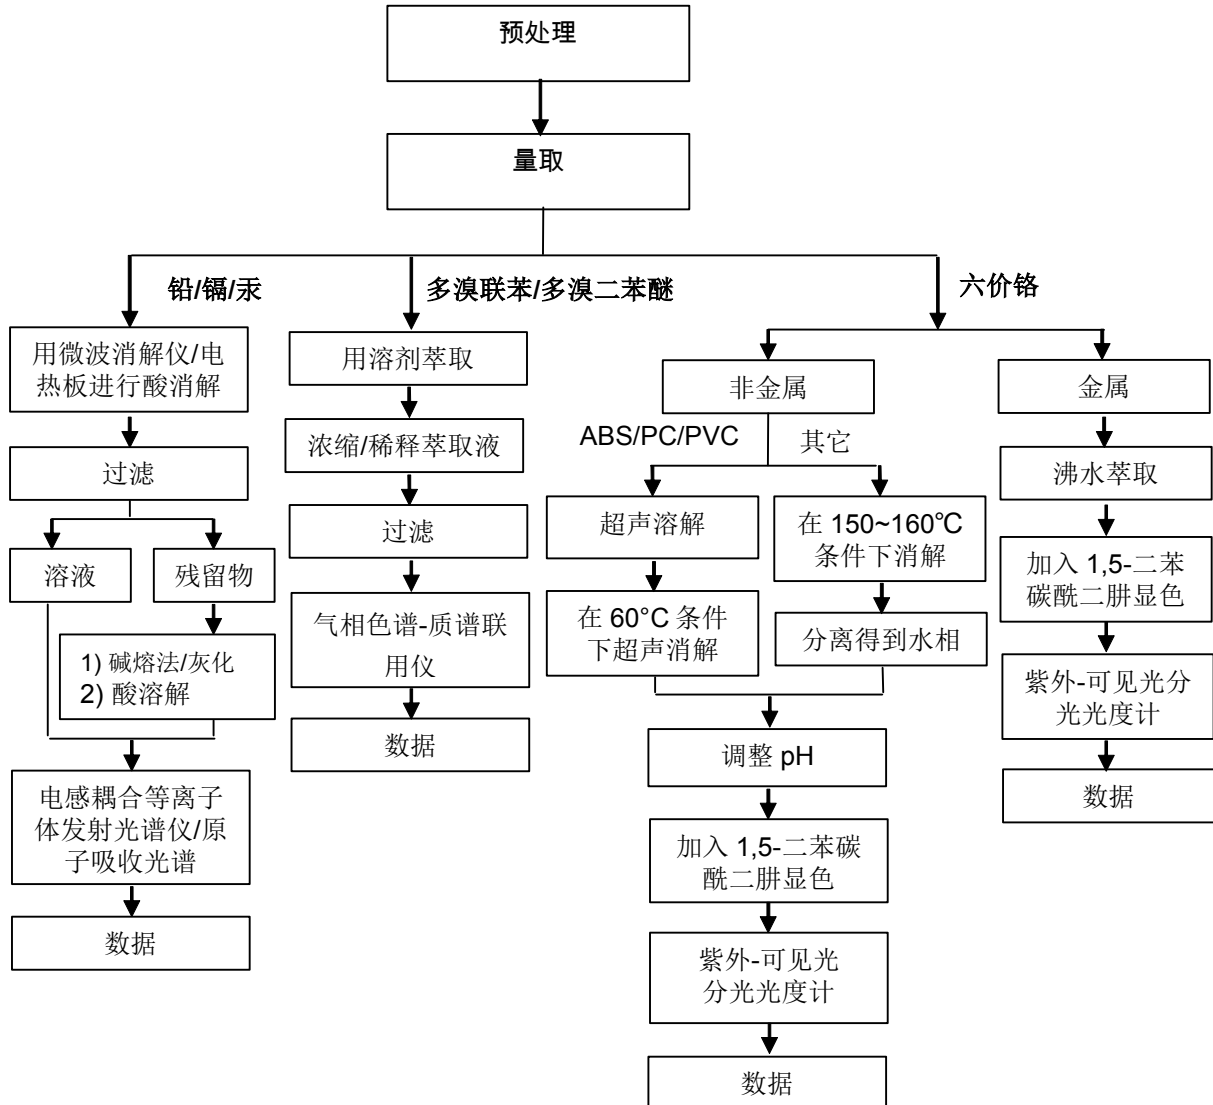 预处理
量取
铅/镉/汞
多溴联苯/多溴二苯醚
六价铬
用微波消解仪/电
热板进行酸消解
过滤
溶液
残留物
1) 碱熔法/灰化
2) 酸溶解
电感耦合等离子
体发射光谱仪/原
子吸收光谱
数据
用溶剂萃取
浓缩/稀释萃取液
过滤
气相色谱-质谱联
用仪
数据
非金属
ABS/PC/PVC
其它
超声溶解
在 60°C 条件
下超声消解
在 150~160℃
条件下消解
分离得到水相
调整 pH
加入 1,5-二苯碳
酰二肼显色
紫外-可见光
分光光度计
数据
金属
沸水萃取
加入 1,5-二苯
碳酰二肼显色
紫外-可见光分
光光度计
数据